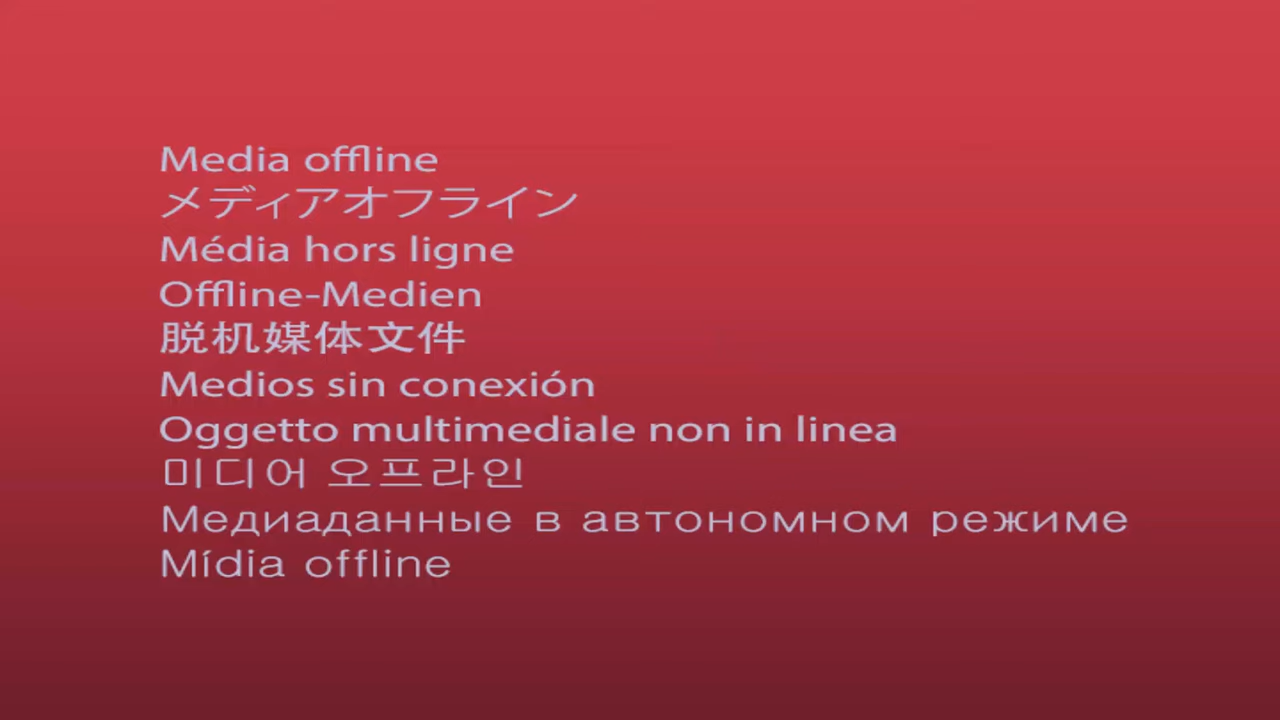 Media offline
メディアオフライン
Média hors ligne
Offline-Medien
脱机媒体文件
Medios sin conexión
Oggetto multimediale non in linea
미디어 오프라인
Медиаданные в автономном режиме
Mídia offline